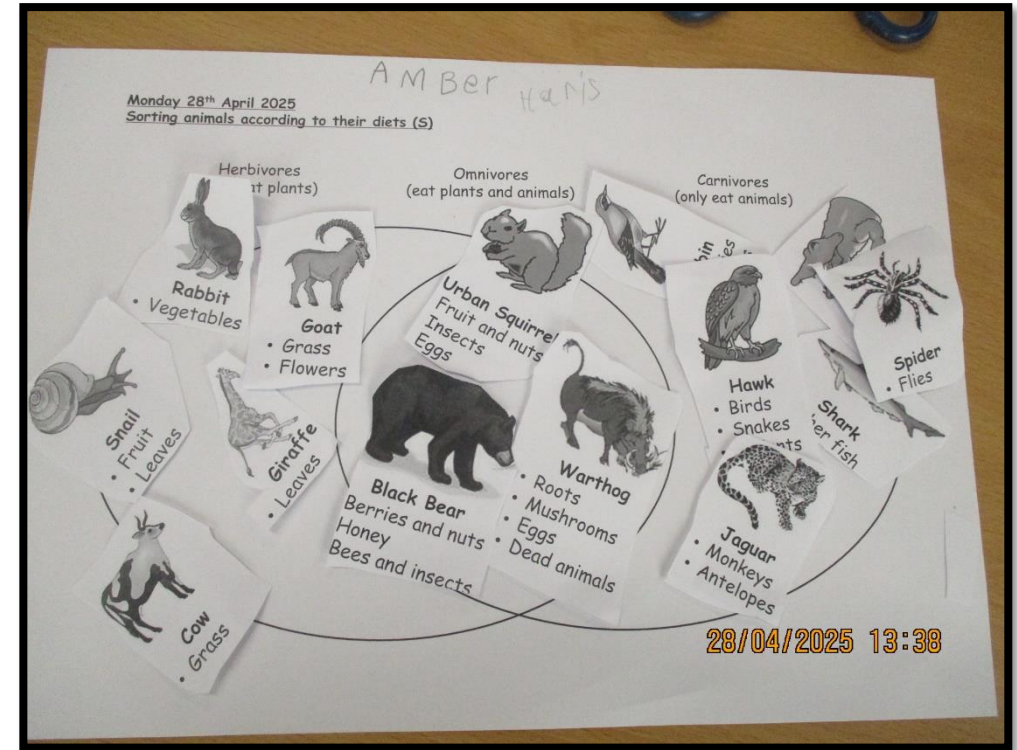 AMBer Haris
Monday 28th April 2025
Sorting animals according to their diets (S)
Herbivores
plants)
Omnivores
(eat plants and animals)
Carnivores
(only eat animals)
Rabbit
• Vegetables
Goat
• Grass
• Flowers
Urban Squirrel
Fruit and nuts
Insects
Eggs
Hawk
• Birds
• Snakes
Spider
• Flies
Shark
fish
Snail
• Fruit
• Leaves
Giraffe
• Leaves
Black Bear
Berries and nuts
Honey
Bees and insects
Warthog
• Roots
• Mushrooms
• Eggs
• Dead animals
Jaguar
• Monkeys
• Antelopes
Cow
• Grass
28/04/2025 13:38